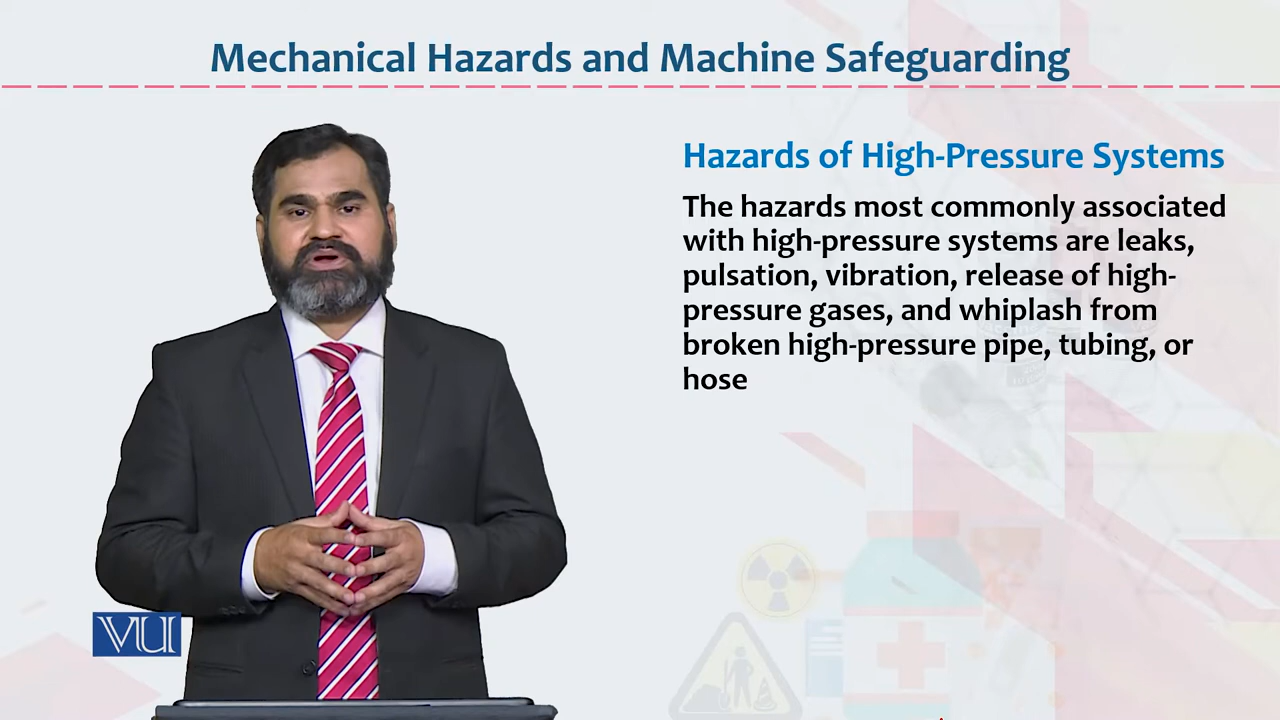 Mechanical Hazards and Machine Safeguarding
Hazards of High-Pressure Systems
The hazards most commonly associated
with high-pressure systems are leaks,
pulsation, vibration, release of high-
pressure gases, and whiplash from
broken high-pressure pipe, tubing, or
hose
VU